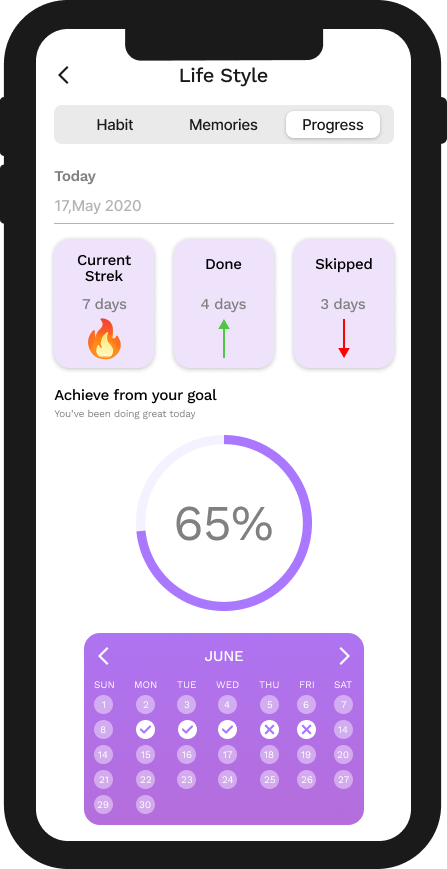 Life Style
Habit Memories Progress
Today
17,May 2020
Current
Strek
7 days
Done
4 days
Skipped
3 days
Achieve from your goal
You've been doing great today
65%
JUNE
SUN MON TUE WED THU FRI SAT
1 2 3 4 5 6 7
8 14
14 15 16 17 18 19 20
21 22 23 24 25 26 27
29 30